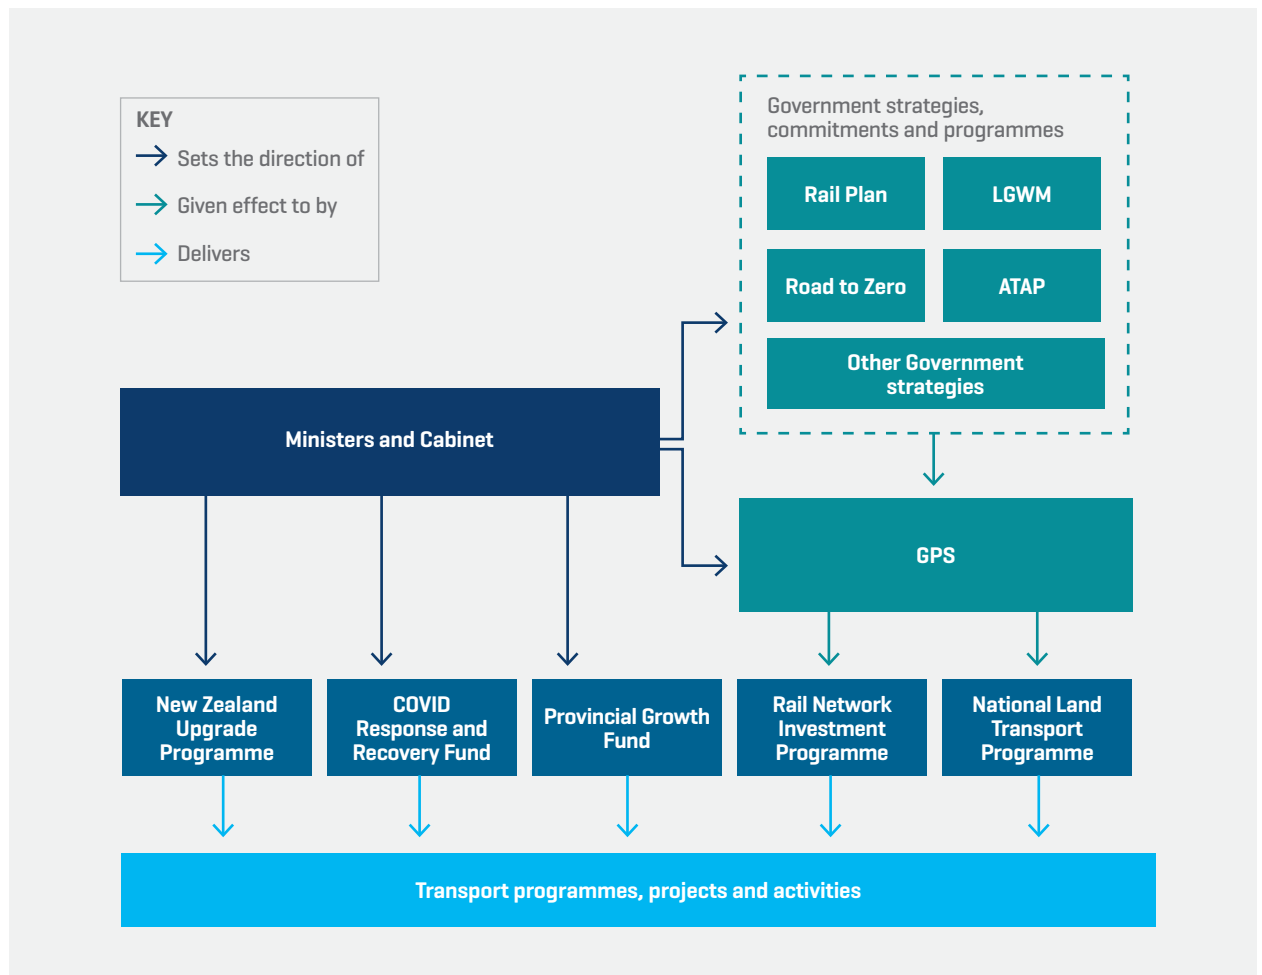 KEY
Sets the direction of
Given effect to by
Delivers
Government strategies,
commitments and programmes
Rail Plan
LGWM
Road to Zero
ATAP
Other Government
strategies
Ministers and Cabinet
GPS
New Zealand
Upgrade
Programme
COVID
Response and
Recovery Fund
Provincial Growth
Fund
Rail Network
Investment
Programme
National Land
Transport
Programme
Transport programmes, projects and activities